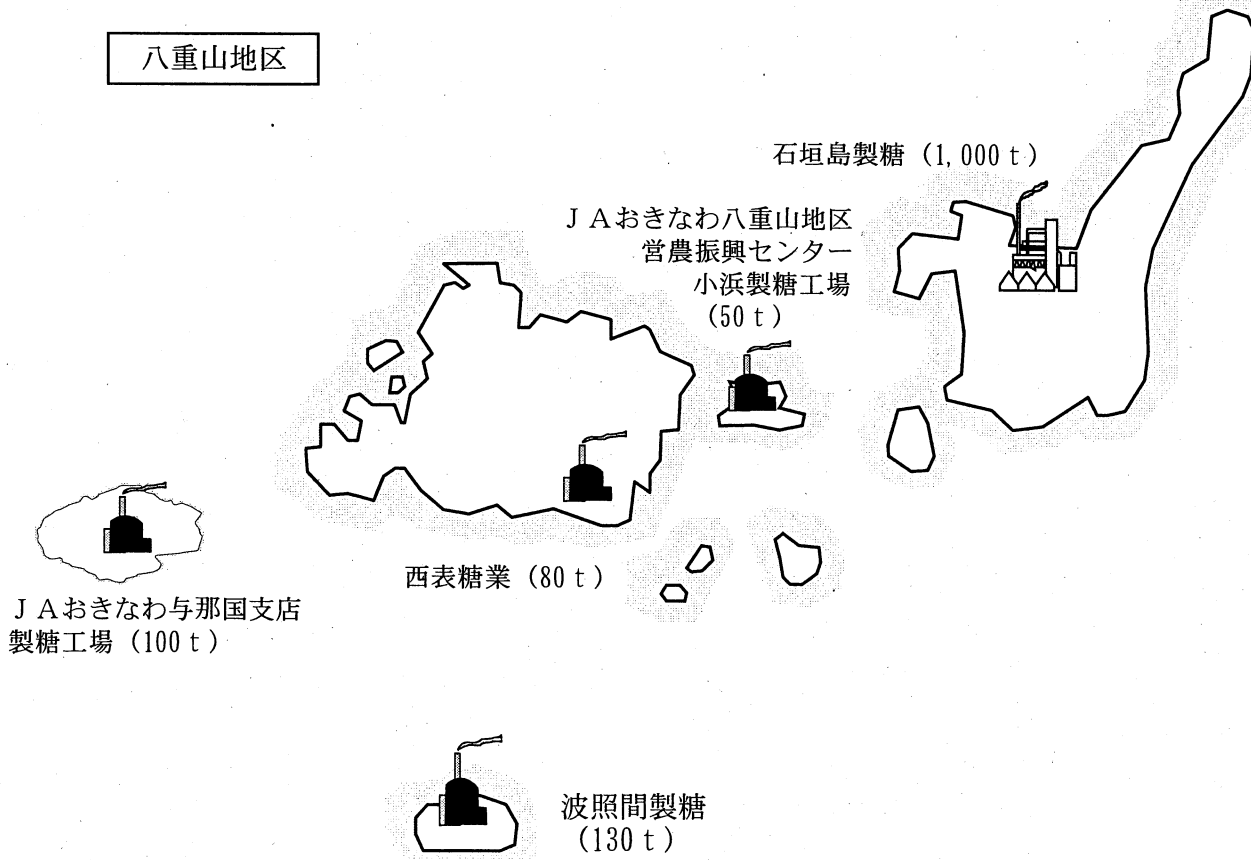 八重山地区
石垣島製糖（1,000ｔ）
ＪＡおきなわ八重山地区
営農振興センター
小浜製糖工場
（50ｔ）
西表糖業（80ｔ）
ＪＡおきなわ与那国支店
製糖工場（100ｔ）
波照間製糖
（130ｔ）